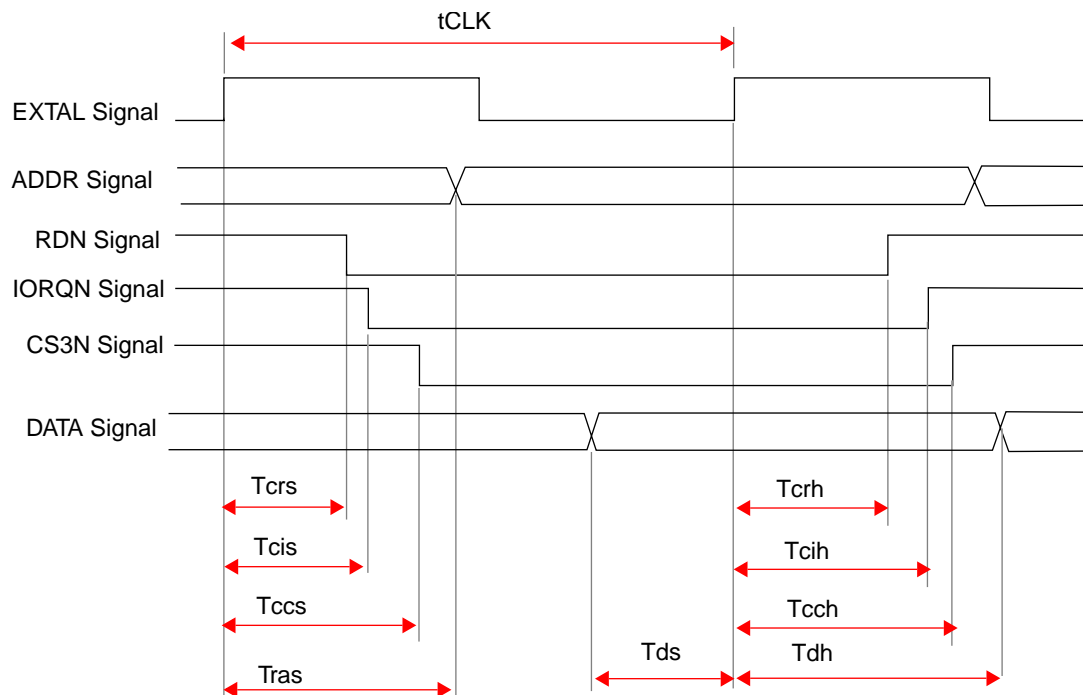 tCLK
EXTAL Signal
ADDR Signal
RDN Signal
IORQN Signal
CS3N Signal
DATA Signal
Tcrs
Tcrh
Tcis
Tcih
Tccs
Tcch
Tras
Tds
Tdh